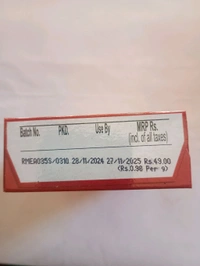 Batch No. PKD. Use By MRP Rs.
(incl. of all taxes)
RMEA035S/0310 28/11/2024 27/11/2025 Rs.49.00
(Rs.0.98 Per g)